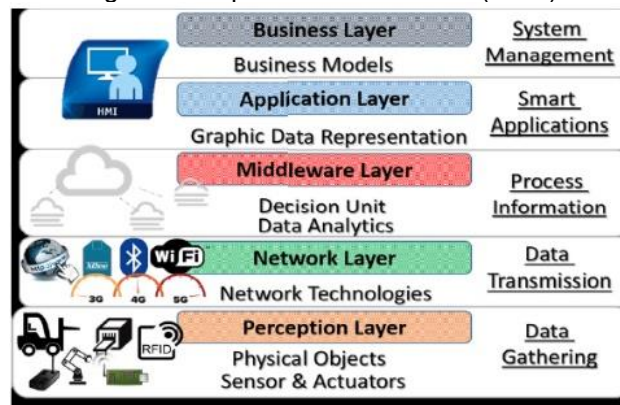 Business Layer
Business Models
System
Management
HMI
Application Layer
Graphic Data Representation
Smart
Applications
Middleware Layer
Decision Unit
Data Analytics
Process
Information
Wi Fi
Network Layer
3G 4G 5G
Network Technologies
Data
Transmission
Perception Layer
RFID
Physical Objects
Sensor & Actuators
Data
Gathering